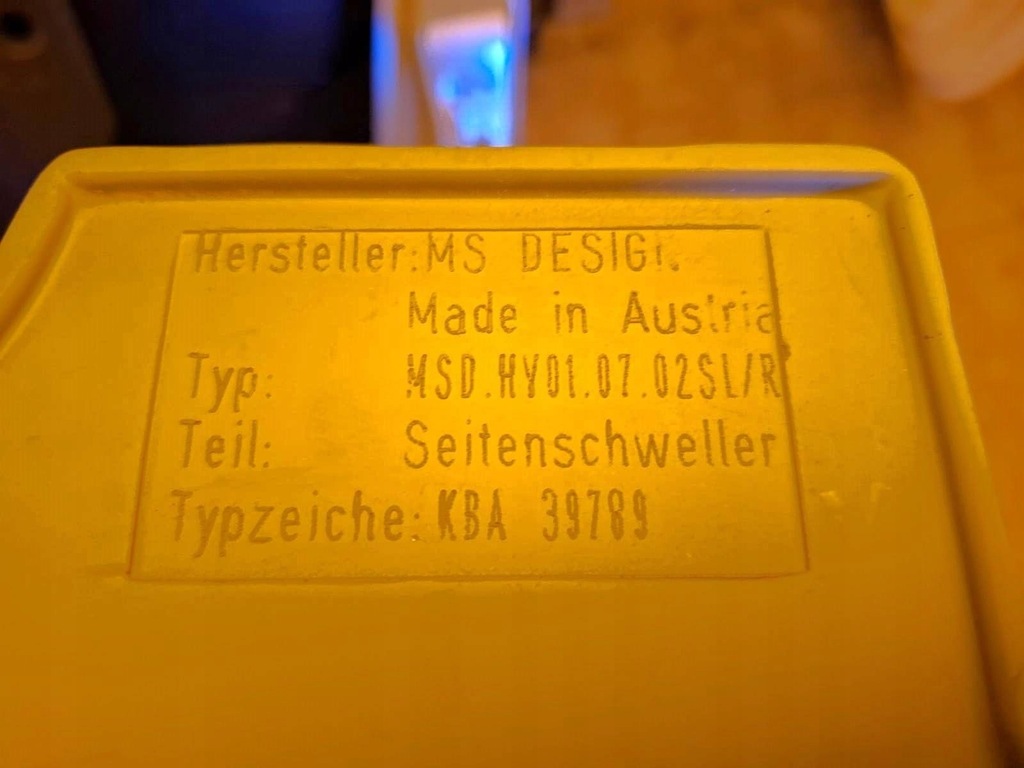 Hersteller: MS DESIGN
Made in Austria
Typ: MSD.HY01.07.02SL/R
Teil: Seitenschweller
Typzeiche: KBA 39789